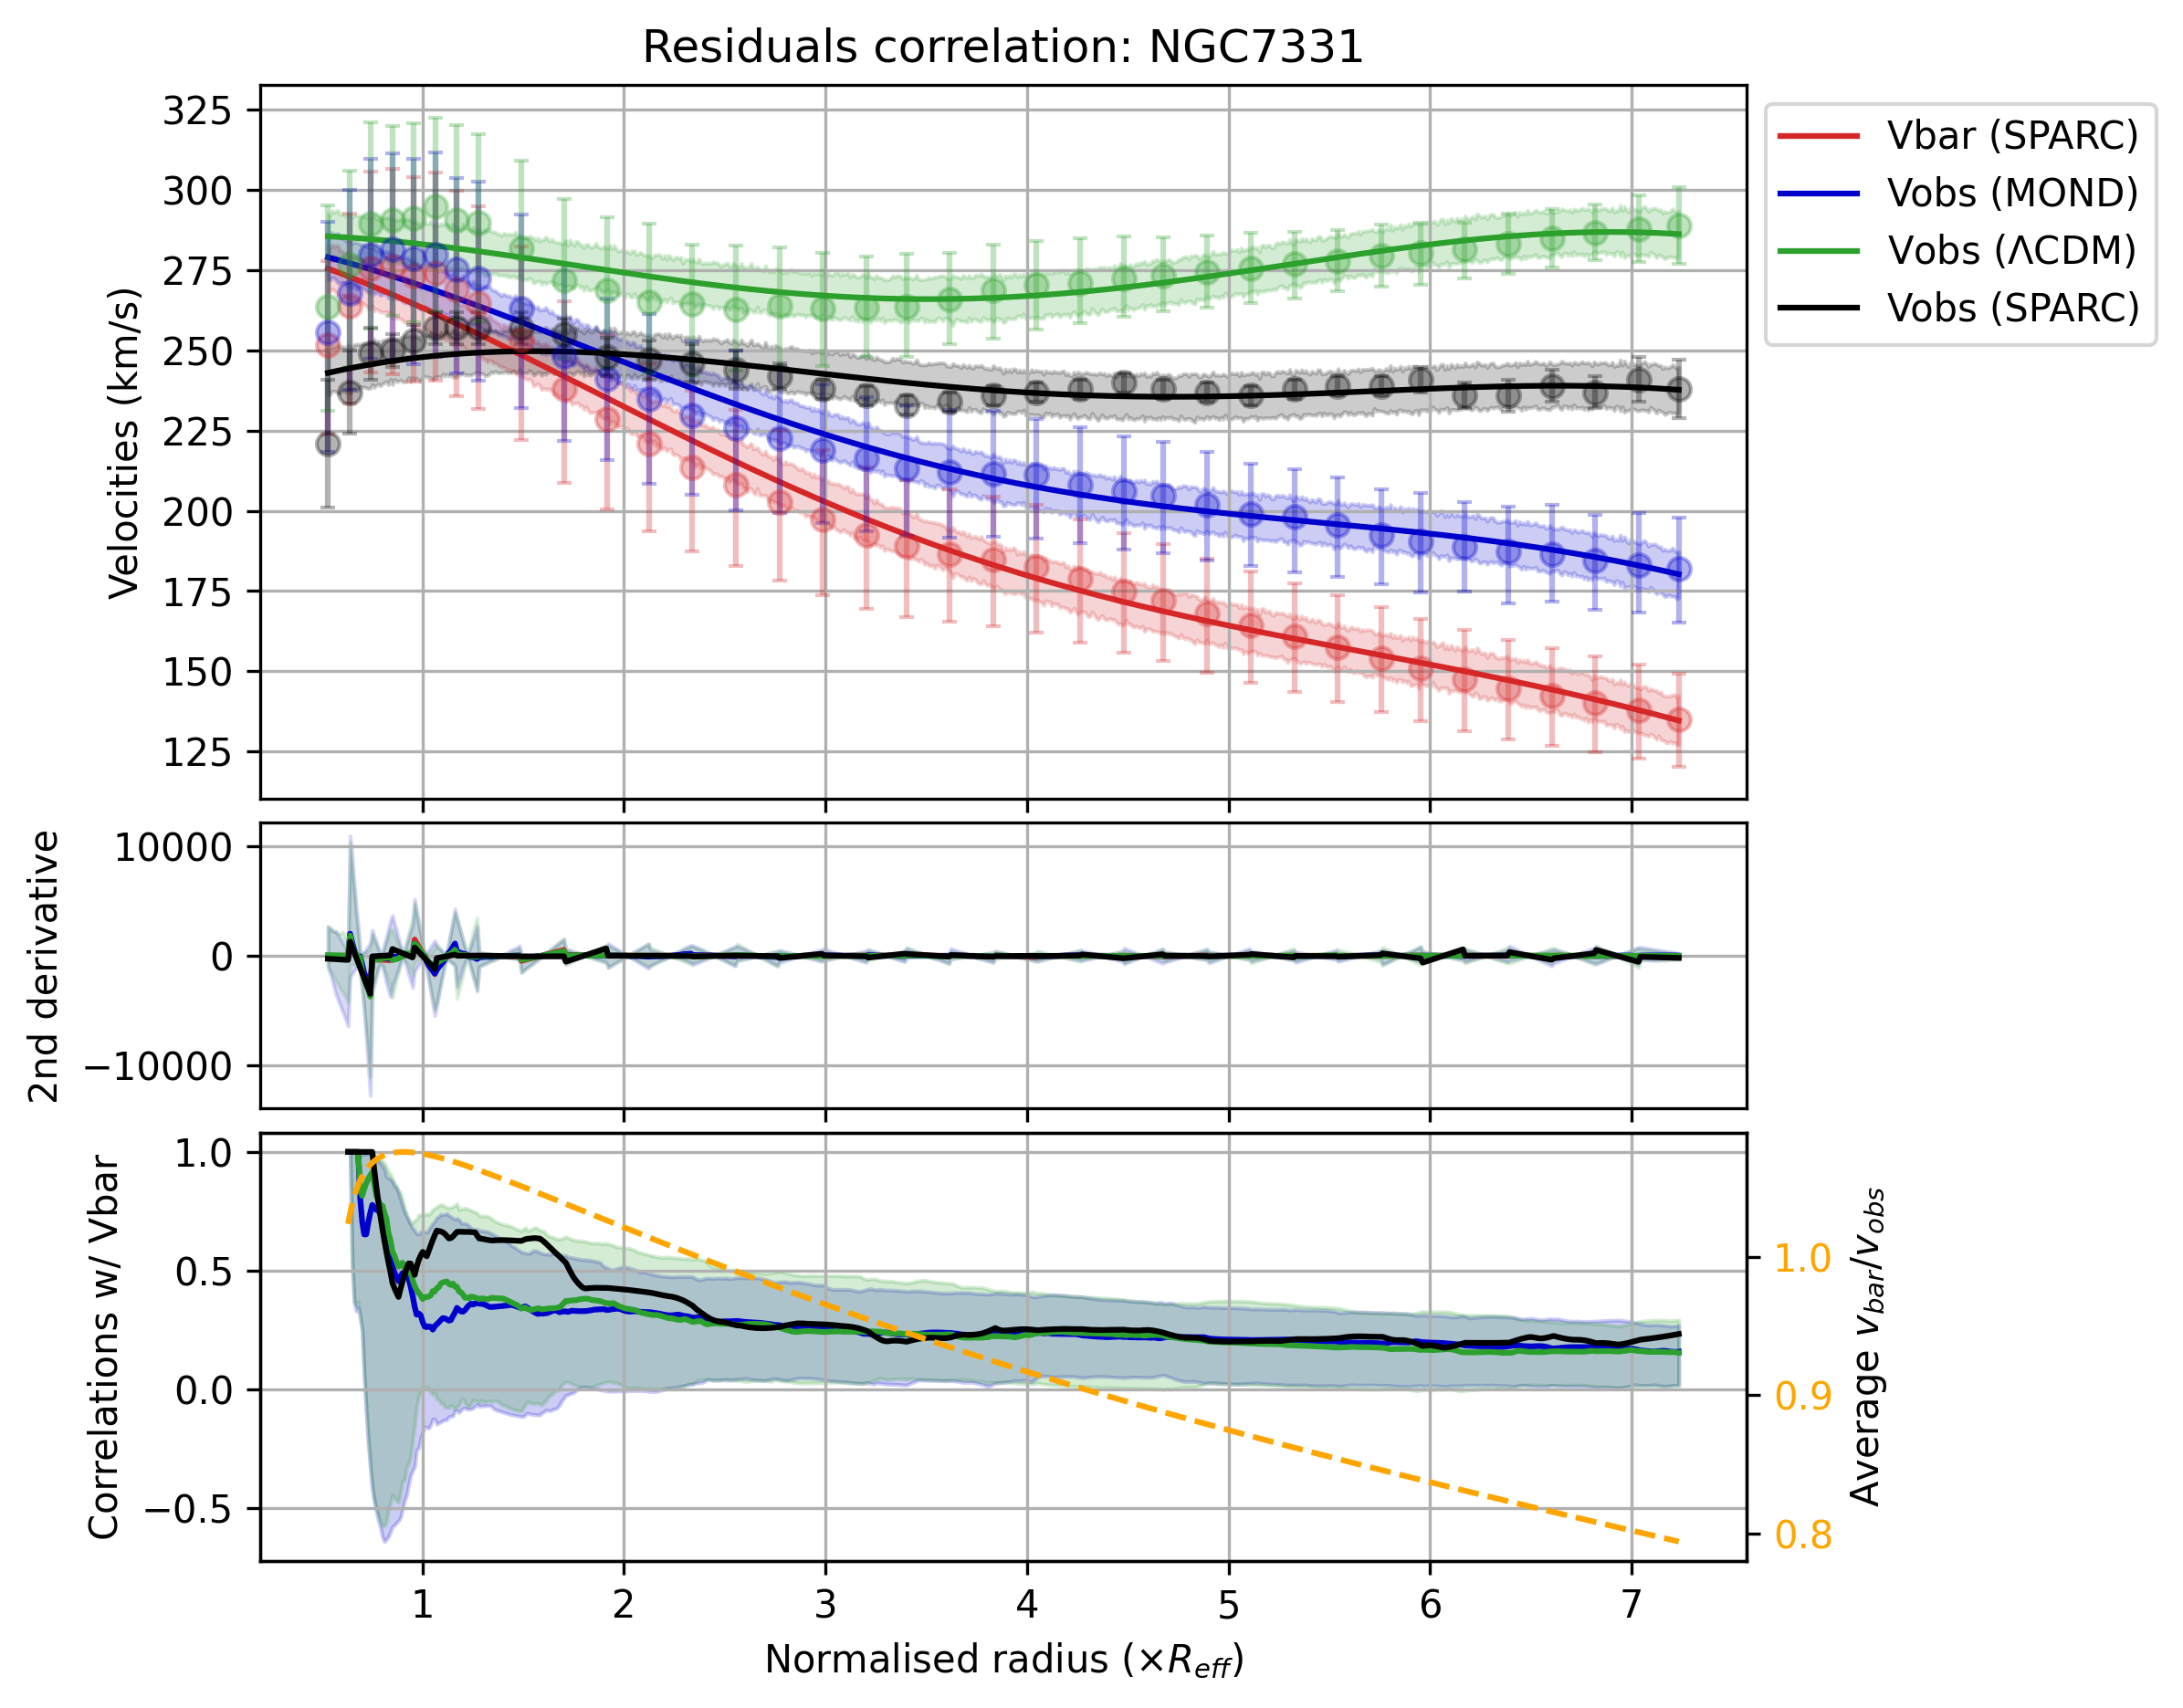 Residuals correlation: NGC7331
325
300
275
250
225
200
175
150
125
Velocities (km/s)
Vbar (SPARC)
Vobs (MOND)
Vobs (ΛCDM)
Vobs (SPARC)
10000
0
−10000
2nd derivative
1.0
0.5
0.0
−0.5
Correlations w/ Vbar
1.0
0.9
0.8
Average v_bar/v_obs
1 2 3 4 5 6 7
Normalised radius (×R_eff)